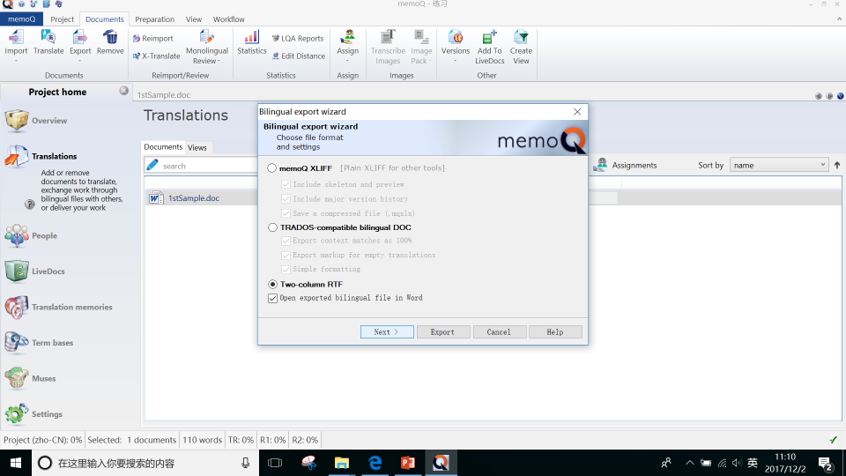 memoQ - 练习
memoQ Project Documents Preparation View Workflow
Import Translate Export Remove
Documents
Reimport
X-Translate
Monolingual
Review
Reimport/Review
Statistics
LQA Reports
Edit Distance
Statistics
Assign
Assign
Transcribe
Images
Image
Pack
Images
Versions
Add To
LiveDocs
Create
View
Other
Project home
1stSample.doc
Overview
Translations
Add or remove
documents to translate,
exchange work through
bilingual files with others,
or deliver your work
People
LiveDocs
Translation memories
Term bases
Muses
Settings
Translations
Documents Views
search
Assignments
Sort by name
1stSample.doc
Bilingual export wizard
Bilingual export wizard
Choose file format
and settings
memoQ
memoQ XLIFF [Plain XLIFF for other tools]
Include skeleton and preview
Include major version history
Save a compressed file (.mqxlz)
TRADOS-compatible bilingual DOC
Export context matches as 100%
Export markup for empty translations
Simple formatting
Two-column RTF
Open exported bilingual file in Word
Next > Export Cancel Help
Project (zho-CN): 0% Selected: 1 documents 110 words TR: 0% R1: 0% R2: 0%
在这里输入你要搜索的内容
英
11:10
2017/12/2
2